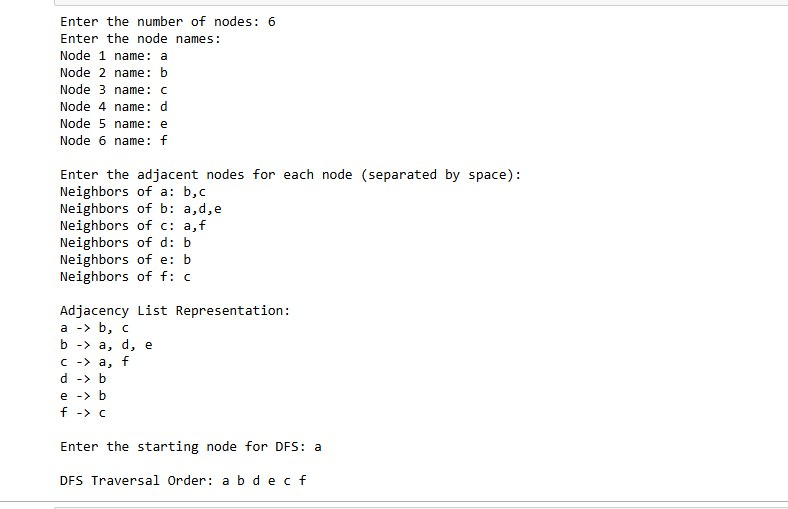 Enter the number of nodes: 6
Enter the node names:
Node 1 name: a
Node 2 name: b
Node 3 name: c
Node 4 name: d
Node 5 name: e
Node 6 name: f
Enter the adjacent nodes for each node (separated by space):
Neighbors of a: b,c
Neighbors of b: a,d,e
Neighbors of c: a,f
Neighbors of d: b
Neighbors of e: b
Neighbors of f: c
Adjacency List Representation:
a -> b, c
b -> a, d, e
c -> a, f
d -> b
e -> b
f -> c
Enter the starting node for DFS: a
DFS Traversal Order: a b d e c f